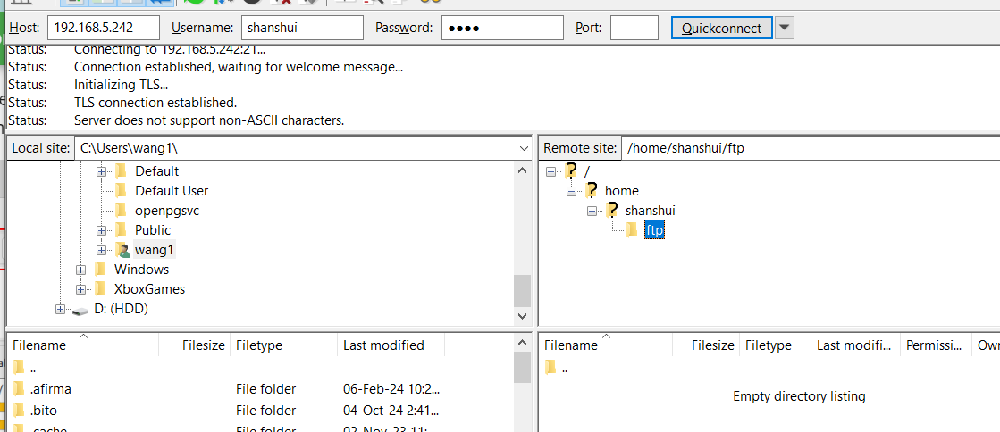 Host: 192.168.5.242 Username: shanshui Password: ●●●● Port: Quickconnect
Status: Connecting to 192.168.5.242:21...
Status: Connection established, waiting for welcome message...
Status: Initializing TLS...
Status: TLS connection established.
Status: Server does not support non-ASCII characters.
Local site: C:\Users\wang1\
Default
Default User
openpgsvc
Public
wang1
Windows
XboxGames
D: (HDD)
Remote site: /home/shanshui/ftp
/
home
shanshui
ftp
Filename Filesize Filetype Last modified
..
.afirma File folder 06-Feb-24 10:2...
.bito File folder 04-Oct-24 2:41...
.cache File folder 02-Nov-23 11:...
Filename Filesize Filetype Last modifi... Permissi... Own
..
Empty directory listing